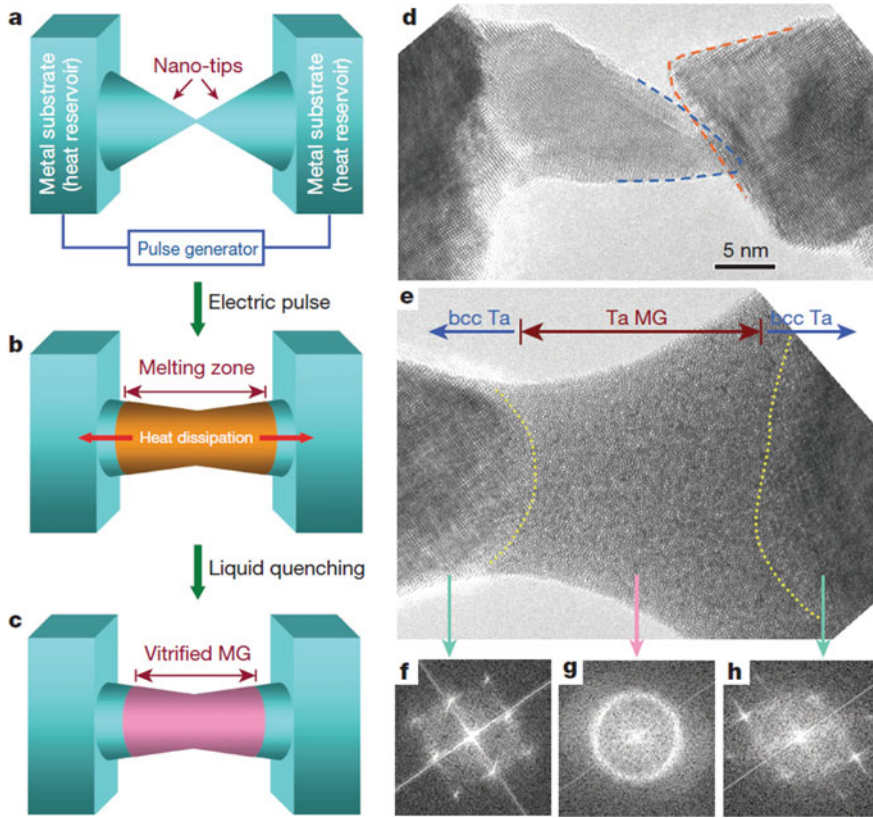 a
Nano-tips
Metal substrate
(heat reservoir)
Metal substrate
(heat reservoir)
Pulse generator
Electric pulse
b
Melting zone
Heat dissipation
Liquid quenching
c
Vitrified MG
d
5 nm
e
bcc Ta
Ta MG
bcc Ta
f
g
h